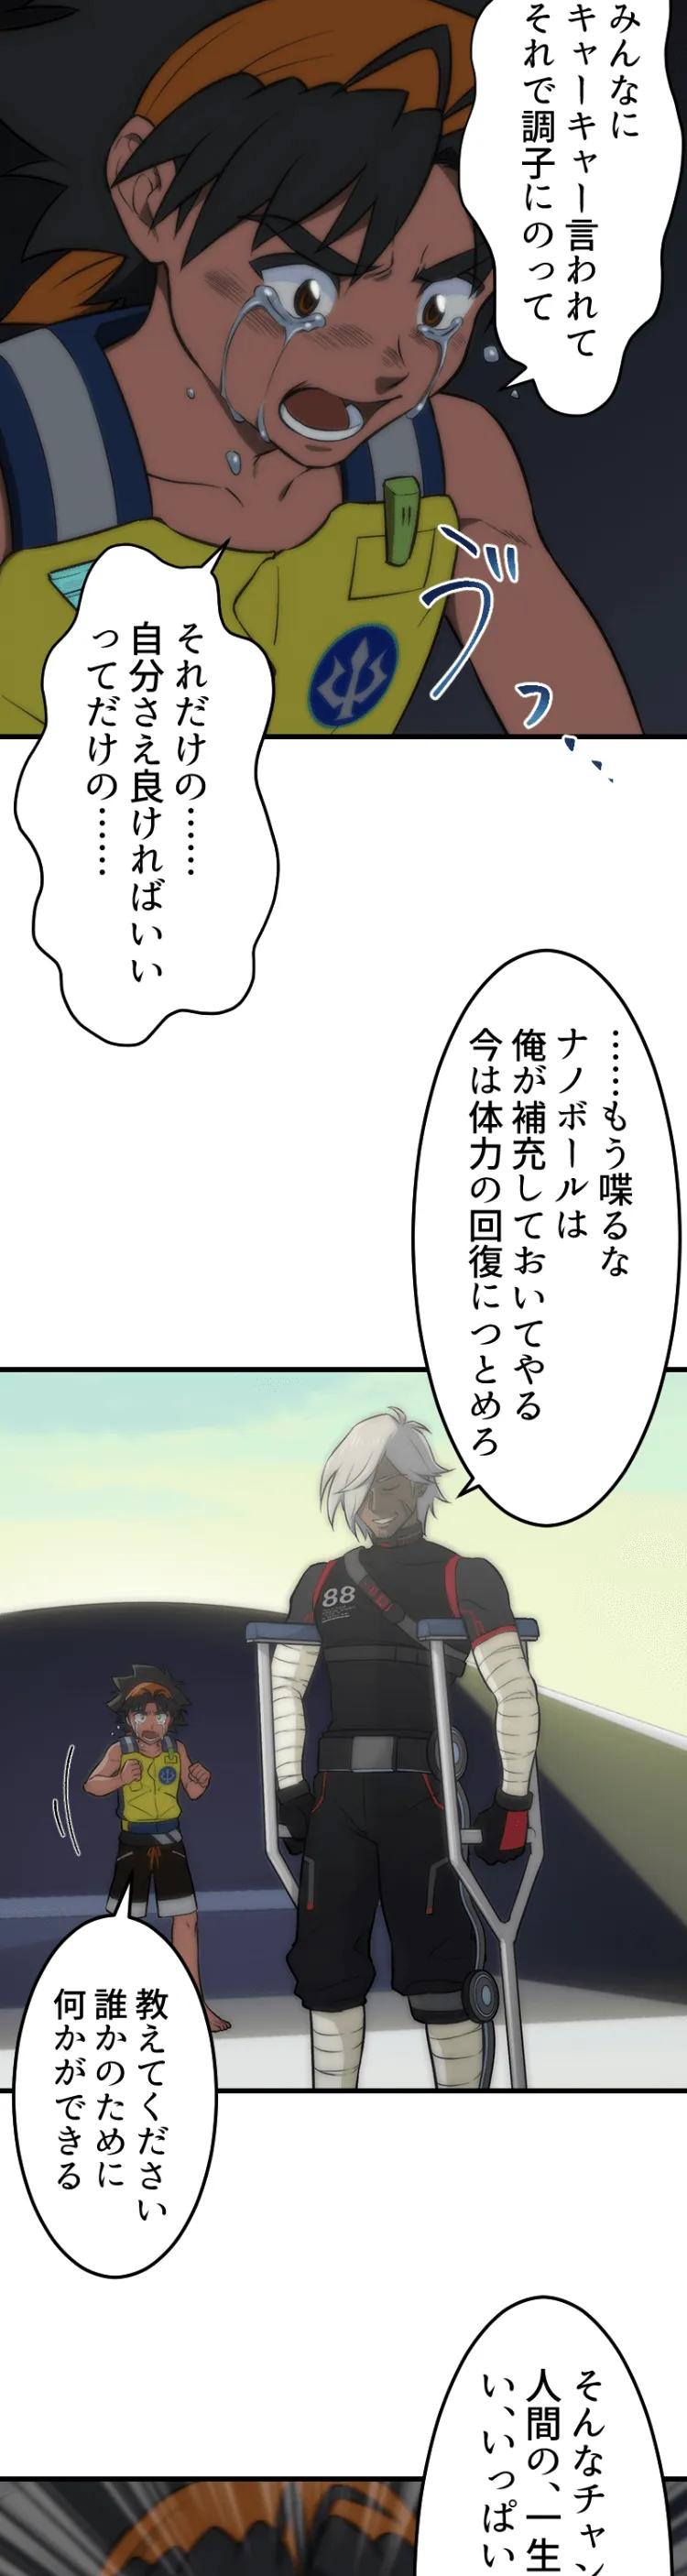 みんなに
キャーキャー言われて
それで調子にのって
それだけの……
自分さえ良ければいい
ってだけの……
……もう喋るな
ナノボールは
俺が補充しておいてやる
今は体力の回復につとめろ
88
教えてください
誰かのために
何かができる
そんなチャン
人間の、一生
い、いっぱい